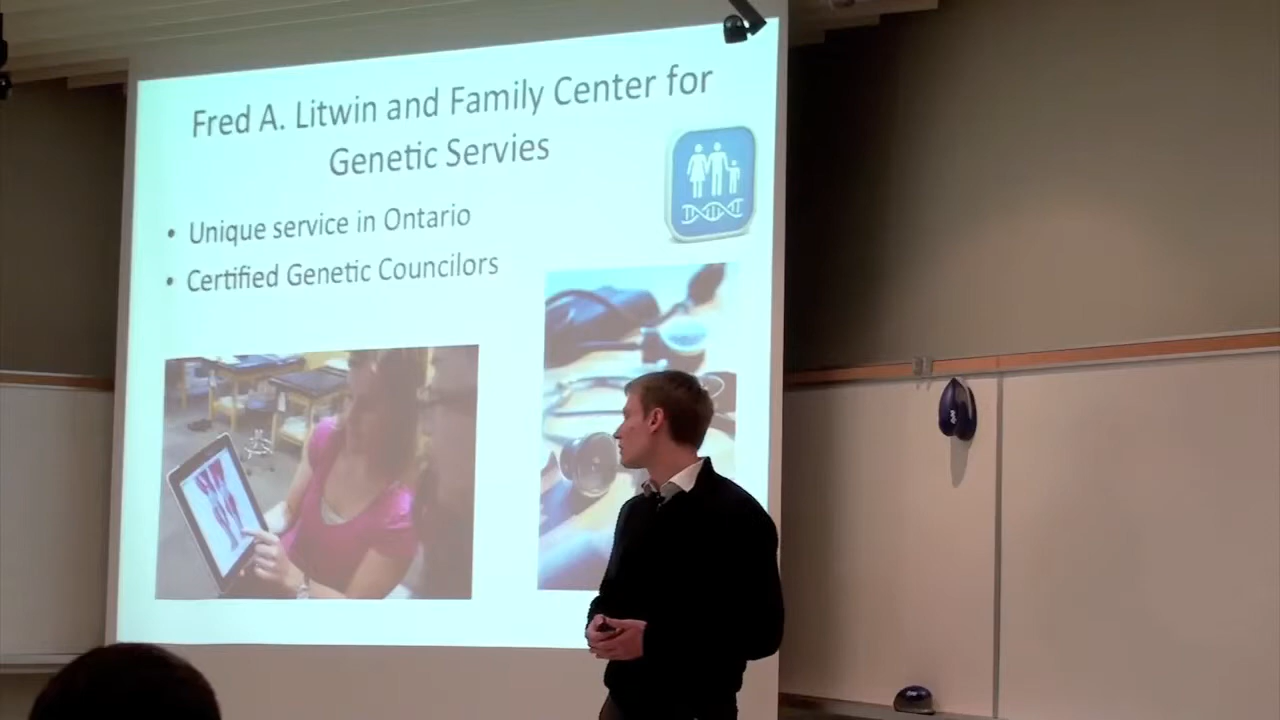 Fred A. Litwin and Family Center for
Genetic Servies
• Unique service in Ontario
• Certified Genetic Councilors